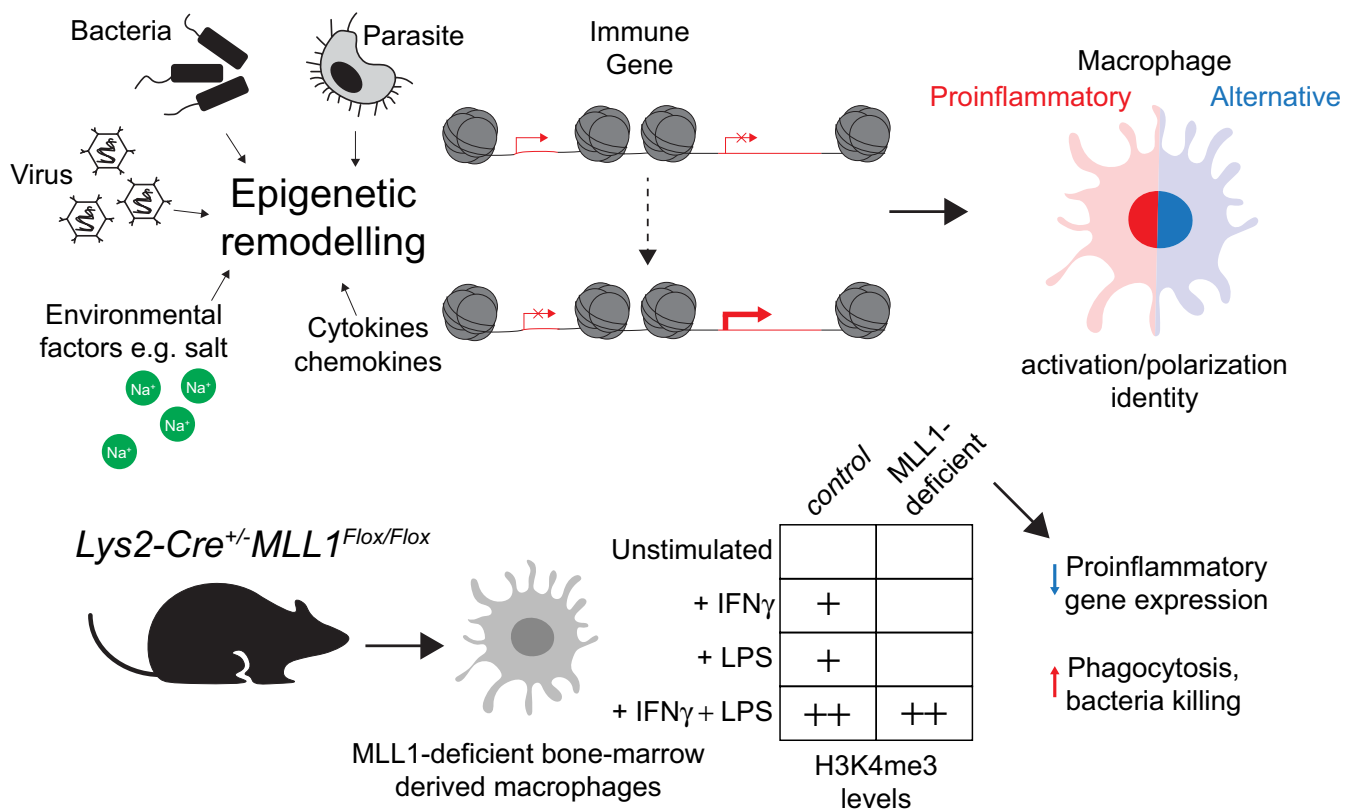 Bacteria
Parasite
Virus
Epigenetic
remodelling
Environmental
factors e.g. salt
Cytokines
chemokines
Na⁺
Na⁺
Na⁺
Na⁺
Immune
Gene
Macrophage
Proinflammatory
Alternative
activation/polarization
identity
Lys2-Cre⁺/⁻MLL1Flox/Flox
MLL1-deficient bone-marrow
derived macrophages
control
MLL1-
deficient
Unstimulated
+ IFNγ + 
+ LPS +
+ IFNγ + LPS ++ ++
H3K4me3
levels
Proinflammatory
gene expression
Phagocytosis,
bacteria killing